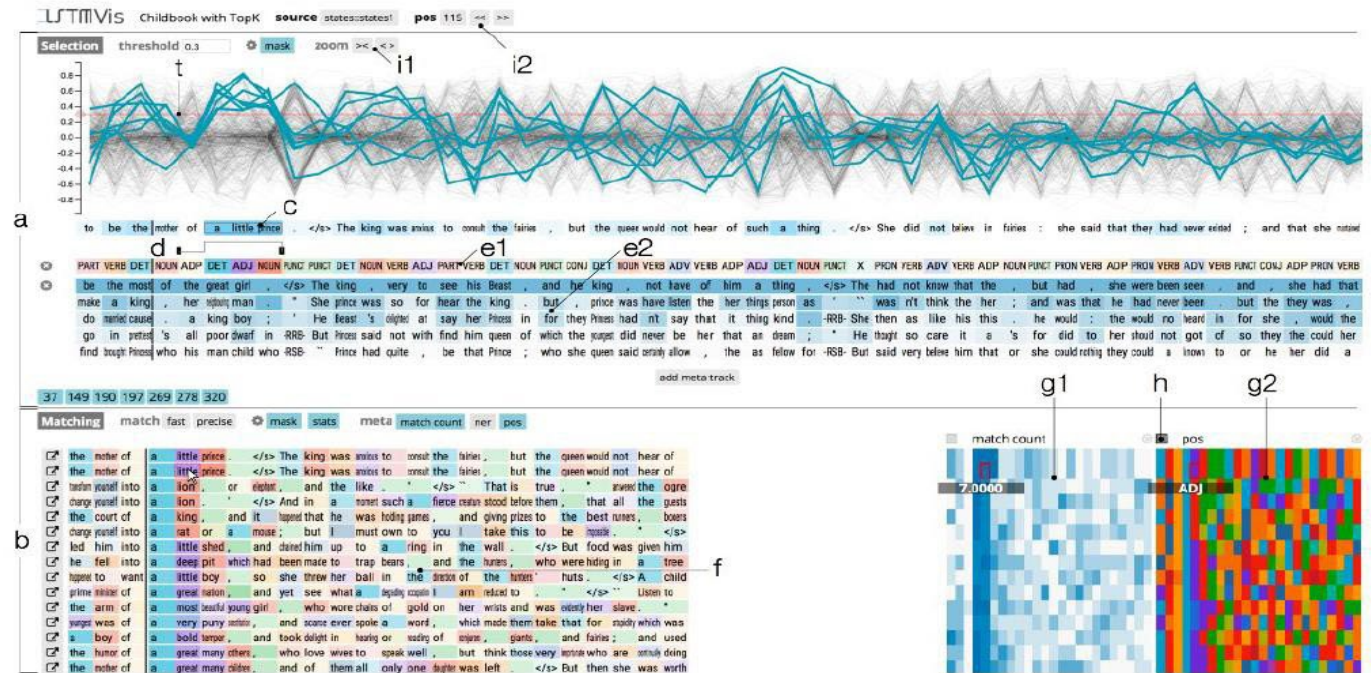 LSTMVis Childbook with TopK source states::states1 pos 115 << >>
Selection threshold 0.3 mask zoom >< <>
i1 i2
t
0.8
0.6
0.4
0.2
0.0
-0.2
-0.4
-0.6
-0.8
a
c
to be the mother of a little prince . </s> The king was anxious to consult the fairies , but the queen would not hear of such a thing . </s> She did not believe in fairies : she said that they had never existed ; and that she
d e1 e2
PART VERB DET NOUN ADP DET ADJ NOUN PUNCT PUNCT DET NOUN VERB ADJ PART VERB DET NOUN PUNCT CONJ DET NOUN VERB ADV VERB ADP ADJ DET NOUN PUNCT X PRON VERB ADV VERB ADP NOUN PUNCT PRON VERB ADP PRON VERB ADV VERB PUNCT CONJ ADP PRON VERB
be the most of the great girl , </s> The king , very to see his Beast , and he king , not have of him a thing . </s> The had not know that the , but had , she were been seen , and she had that
make a king , her man . " She prince was so for hear the king . but , prince was have listen the her things person as ' `` was n't think the her ; and was that he had never been . but the they was ,
do married cause . a king boy ; ' He Beast 's delighted at say her Princess in for they Princess had n't say that it thing kind . -RRB- She then as like his this . he would : the would no heard in for she , would the
go in prettiest 's all poor dwarf in -RRB- But Prince said not with find him queen of which the youngest did never be her that an dream ; " He thought so care it a 's for did to her should not got of so they the could her
find bought Princess who his man child who -RSB- `` Prince had quite , be that Prince ; who she queen said certainly allow , the as fellow for -RSB- But said very believe him that or she could nothing they could a known to or he her did a
add meta track
37 149 190 197 269 278 320
g1 h g2
Matching match fast precise mask stats meta match count ner pos
match count pos
7.0000 ADJ
b
f
the mother of a little prince . </s> The king was anxious to consult the fairies , but the queen would not hear of
the mother of a little prince . </s> The king was anxious to consult the fairies , but the queen would not hear of
transform yourself into a lion , or elephant , and the like . " </s> `` That is true , " answered the ogre
change yourself into a lion . ' </s> And in a moment such a fierce creature stood before them , that all the guests
the court of a king , and it happened that he was holding games , and giving prizes to the best runners , boxers
change yourself into a rat or a mouse ; but I must own to you I take this to be impossible . " </s>
led him into a little shed , and chained him up to a ring in the wall . </s> But food was given him
he fell into a deep pit which had been made to trap bears , and the hunters , who were hiding in a tree
happened to want a little boy , so she threw her ball in the direction of the hunters ' huts . </s> A child
prime minister of a great nation , and yet see what a degrading occupation I am reduced to . " </s> `` Listen to
the arm of a most beautiful young girl , who wore chains of gold on her wrists and was evidently her slave . "
youngest was of a very puny , and scarce ever spoke a word , which made them take that for stupidity which was
a boy of a bold temper , and took delight in hearing or reading of conjurers , giants , and fairies ; and used
the humor of a great many others , who love wives to speak well , but think those very who are continually doing
the mother of a great many children , and of them all only one daughter was left . </s> But then she was worth